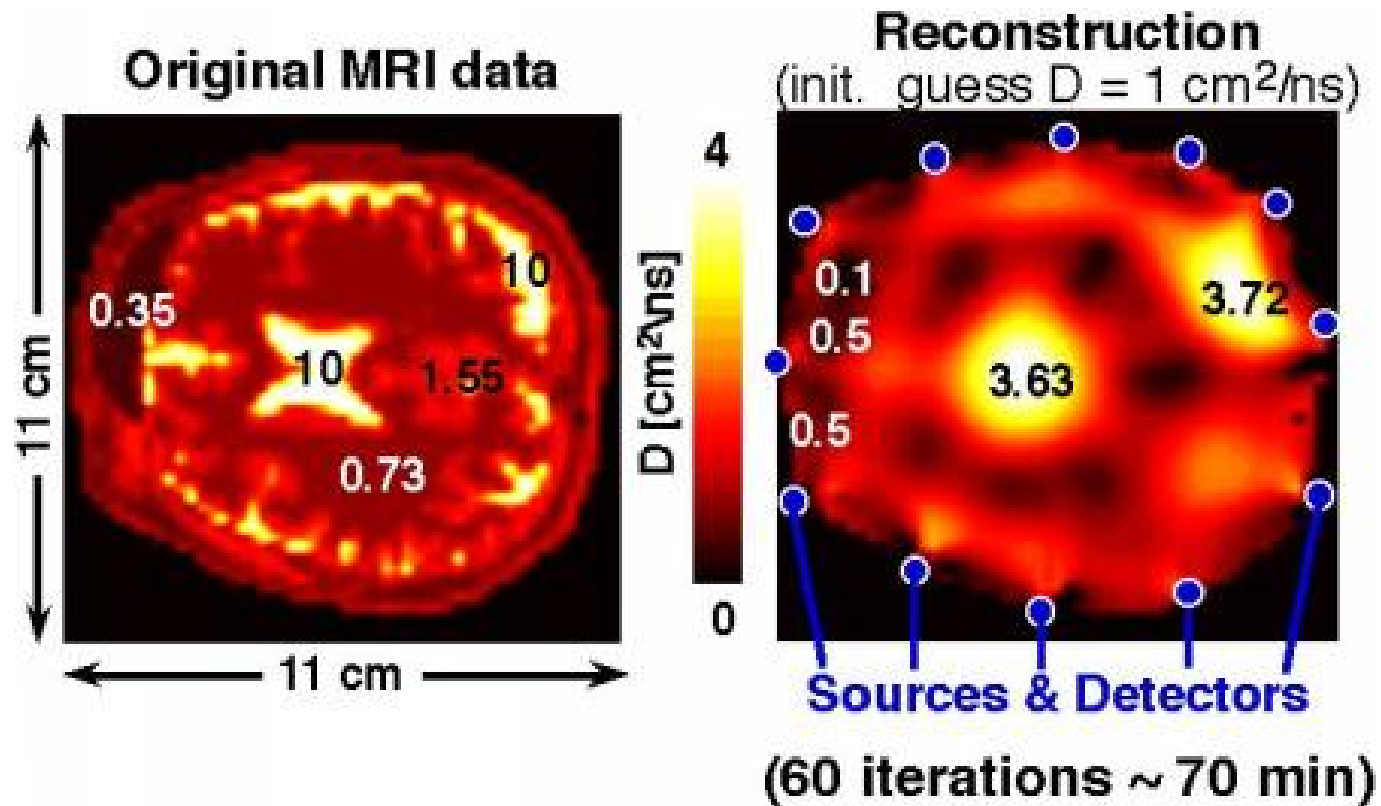 Original MRI data
11 cm
0.35
10
10
1.55
0.73
11 cm
4
D [cm²/ns]
0
Reconstruction
(init. guess D = 1 cm²/ns)
0.1
0.5
0.5
3.63
3.72
Sources & Detectors
(60 iterations ~ 70 min)